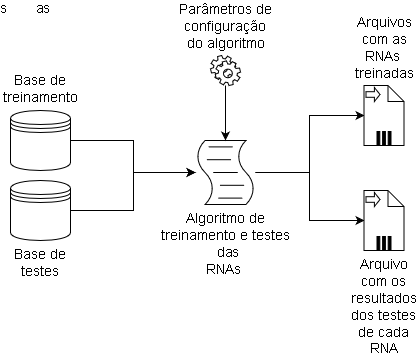 s as
Parâmetros de
configuração
do algoritmo
Arquivos
com as
RNAs
treinadas
Base de
treinamento
Base de
testes
Algoritmo de
treinamento e testes
das
RNAs
Arquivo
com os
resultados
dos testes
de cada
RNA